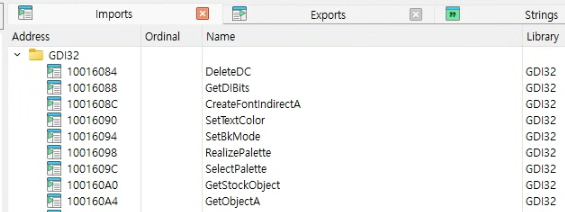 Imports Exports Strings
Address Ordinal Name Library
GDI32
10016084 DeleteDC GDI32
10016088 GetDIBits GDI32
1001608C CreateFontIndirectA GDI32
10016090 SetTextColor GDI32
10016094 SetBkMode GDI32
10016098 RealizePalette GDI32
1001609C SelectPalette GDI32
100160A0 GetStockObject GDI32
100160A4 GetObjectA GDI32